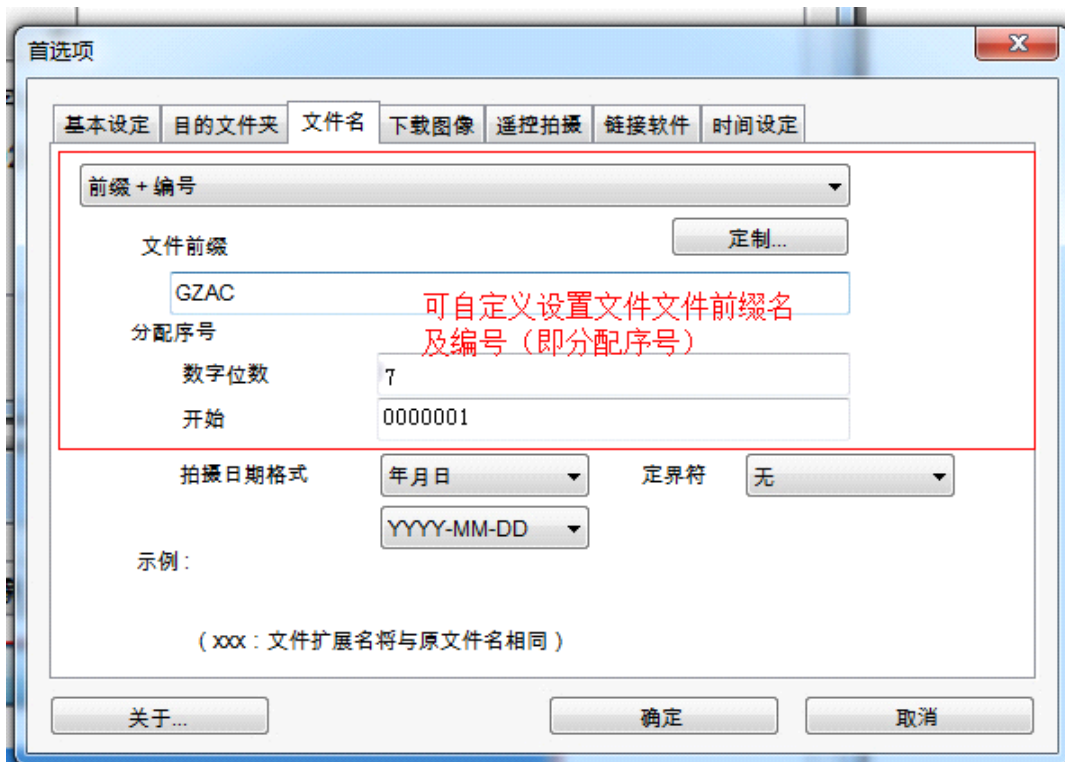 首选项
基本设定 目的文件夹 文件名 下载图像 遥控拍摄 链接软件 时间设定
前缀 + 编号
文件前缀 定制...
GZAC
可自定义设置文件文件前缀名
及编号（即分配序号）
分配序号
数字位数 7
开始 0000001
拍摄日期格式 年月日 定界符 无
YYYY-MM-DD
示例 :
( xxx : 文件扩展名将与原文件名相同 )
关于... 确定 取消